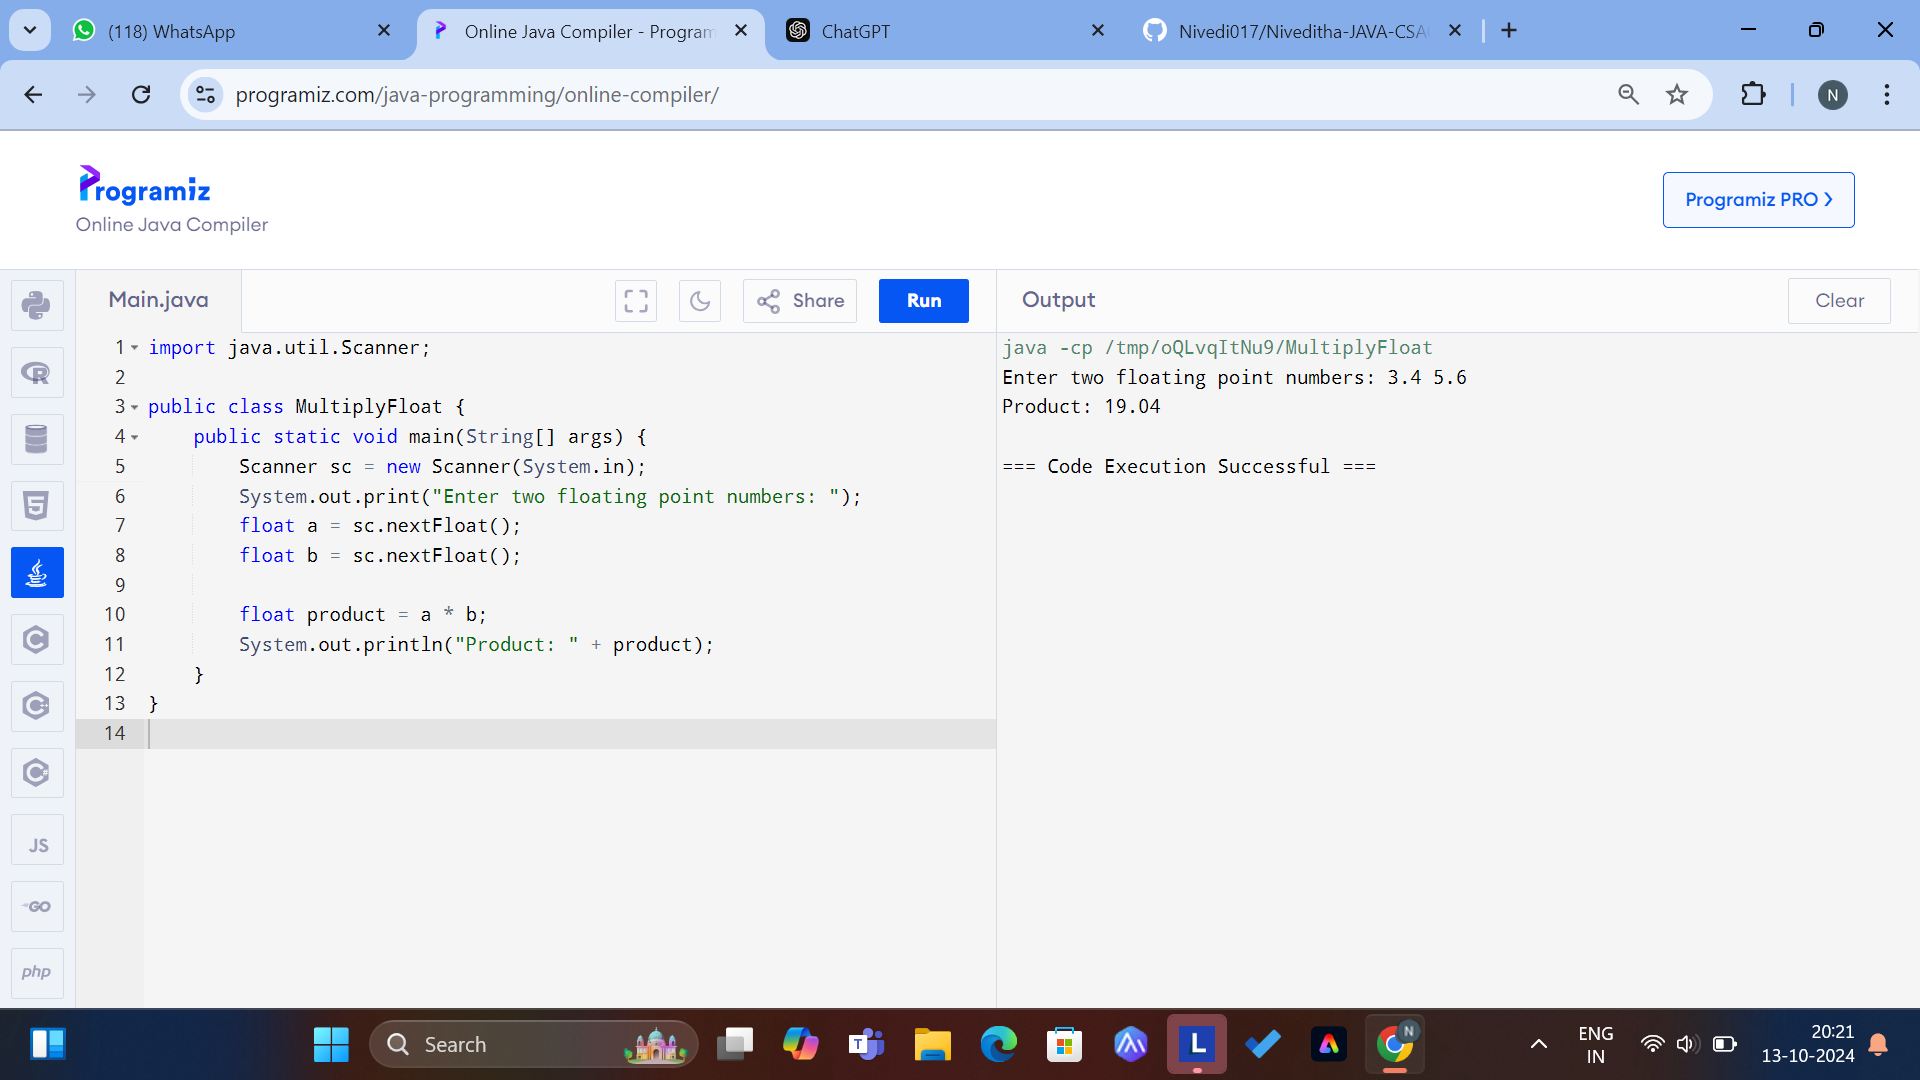 (118) WhatsApp
Online Java Compiler - Program
ChatGPT
Nivedi017/Niveditha-JAVA-CSA
programiz.com/java-programming/online-compiler/
N
Programiz
Online Java Compiler
Programiz PRO >
Main.java
Share
Run
Output
Clear
1 import java.util.Scanner;
2
3 public class MultiplyFloat {
4 public static void main(String[] args) {
5 Scanner sc = new Scanner(System.in);
6 System.out.print("Enter two floating point numbers: ");
7 float a = sc.nextFloat();
8 float b = sc.nextFloat();
9
10 float product = a * b;
11 System.out.println("Product: " + product);
12 }
13 }
14
java -cp /tmp/oQLvqItNu9/MultiplyFloat
Enter two floating point numbers: 3.4 5.6
Product: 19.04
=== Code Execution Successful ===
R
5
C
C++
C#
JS
GO
php
Search
T
L
N
ENG
IN
20:21
13-10-2024